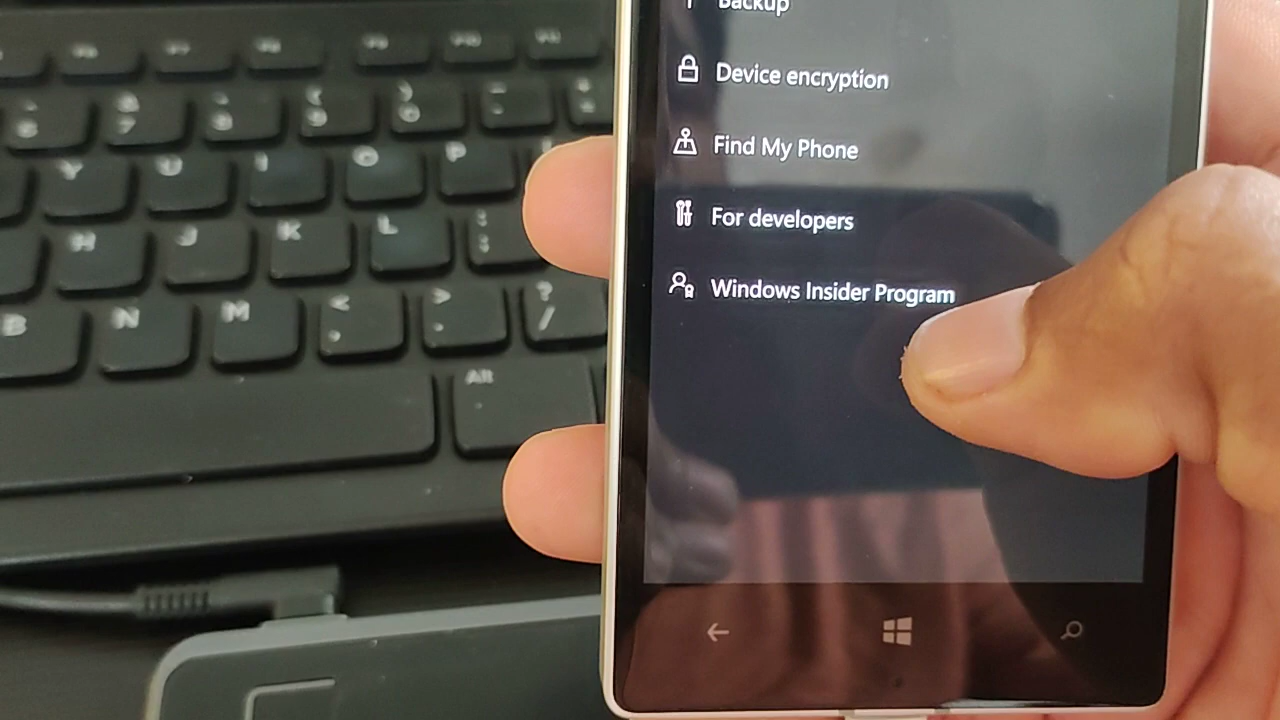 Backup
Device encryption
Find My Phone
For developers
Windows Insider Program
Y U I O P
H J K L : ;
B N M < , > . ? /
Alt